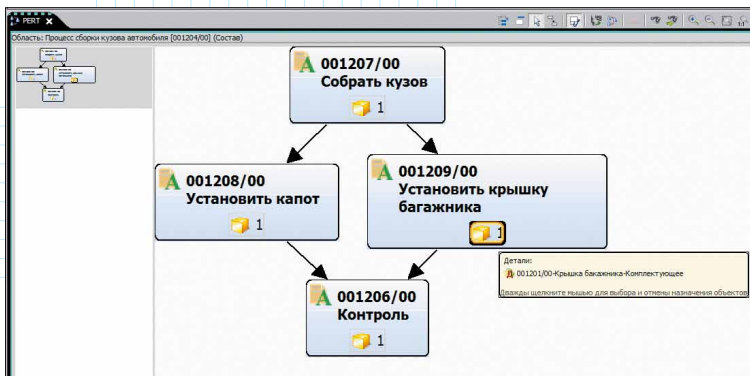 PERT
Область: Процесс сборки кузова автомобиля [001204/00] (Состав)
001207/00
Собрать кузов
1
001208/00
Установить капот
1
001209/00
Установить крышку
багажника
1
Детали:
001201/00-Крышка бакажника-Комплектующее
Дважды щелкните мышью для выбора и отмены назначения объектов
001206/00
Контроль
1